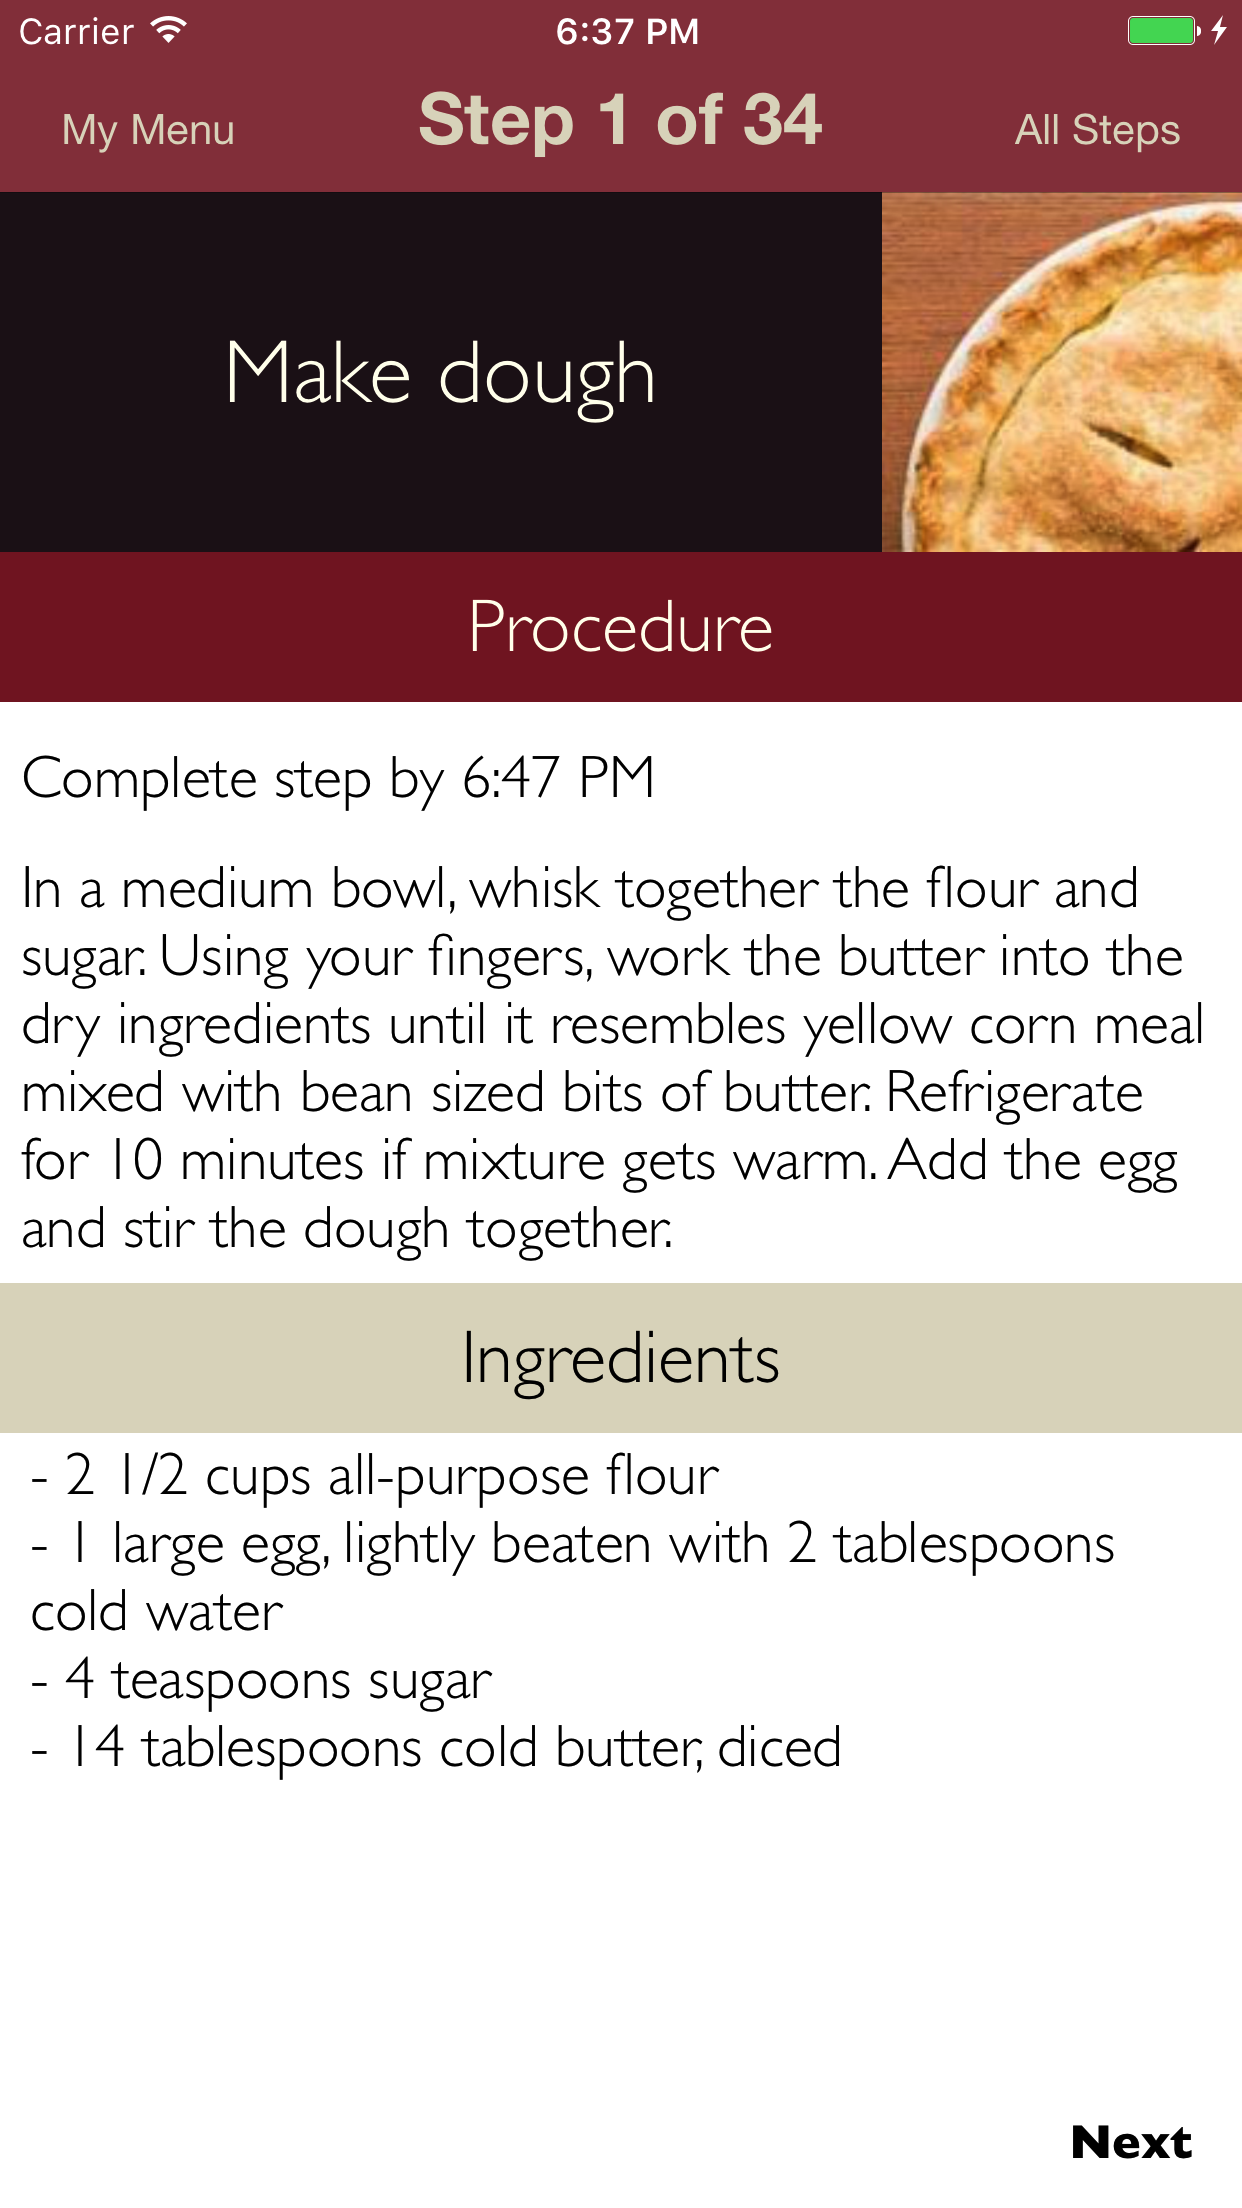 Carrier 6:37 PM
My Menu Step 1 of 34 All Steps
Make dough
Procedure
Complete step by 6:47 PM
In a medium bowl, whisk together the flour and
sugar. Using your fingers, work the butter into the
dry ingredients until it resembles yellow corn meal
mixed with bean sized bits of butter. Refrigerate
for 10 minutes if mixture gets warm. Add the egg
and stir the dough together.
Ingredients
- 2 1/2 cups all-purpose flour
- 1 large egg, lightly beaten with 2 tablespoons
cold water
- 4 teaspoons sugar
- 14 tablespoons cold butter, diced
Next